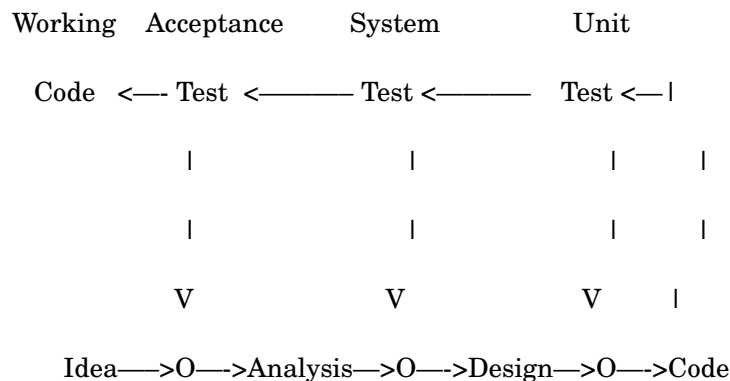 Working Acceptance System Unit
Code <—- Test <———– Test <——— Test <—|
| | | |
| | | |
V V V |
Idea—–>O—->Analysis—>O—->Design—>O—->Code